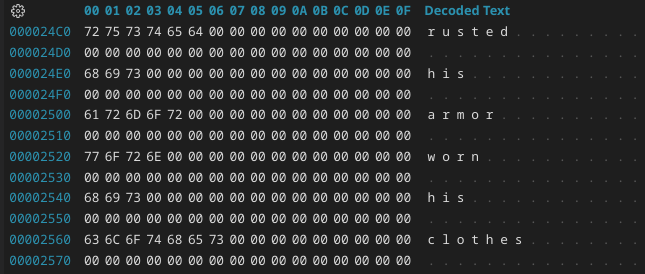 00 01 02 03 04 05 06 07 08 09 0A 0B 0C 0D 0E 0F Decoded Text
000024C0 72 75 73 74 65 64 00 00 00 00 00 00 00 00 00 00 r u s t e d . . . . . . . . . .
000024D0 00 00 00 00 00 00 00 00 00 00 00 00 00 00 00 00 . . . . . . . . . . . . . . . .
000024E0 68 69 73 00 00 00 00 00 00 00 00 00 00 00 00 00 h i s . . . . . . . . . . . . .
000024F0 00 00 00 00 00 00 00 00 00 00 00 00 00 00 00 00 . . . . . . . . . . . . . . . .
00002500 61 72 6D 6F 72 00 00 00 00 00 00 00 00 00 00 00 a r m o r . . . . . . . . . . .
00002510 00 00 00 00 00 00 00 00 00 00 00 00 00 00 00 00 . . . . . . . . . . . . . . . .
00002520 77 6F 72 6E 00 00 00 00 00 00 00 00 00 00 00 00 w o r n . . . . . . . . . . . .
00002530 00 00 00 00 00 00 00 00 00 00 00 00 00 00 00 00 . . . . . . . . . . . . . . . .
00002540 68 69 73 00 00 00 00 00 00 00 00 00 00 00 00 00 h i s . . . . . . . . . . . . .
00002550 00 00 00 00 00 00 00 00 00 00 00 00 00 00 00 00 . . . . . . . . . . . . . . . .
00002560 63 6C 6F 74 68 65 73 00 00 00 00 00 00 00 00 00 c l o t h e s . . . . . . . . .
00002570 00 00 00 00 00 00 00 00 00 00 00 00 00 00 00 00 . . . . . . . . . . . . . . . .